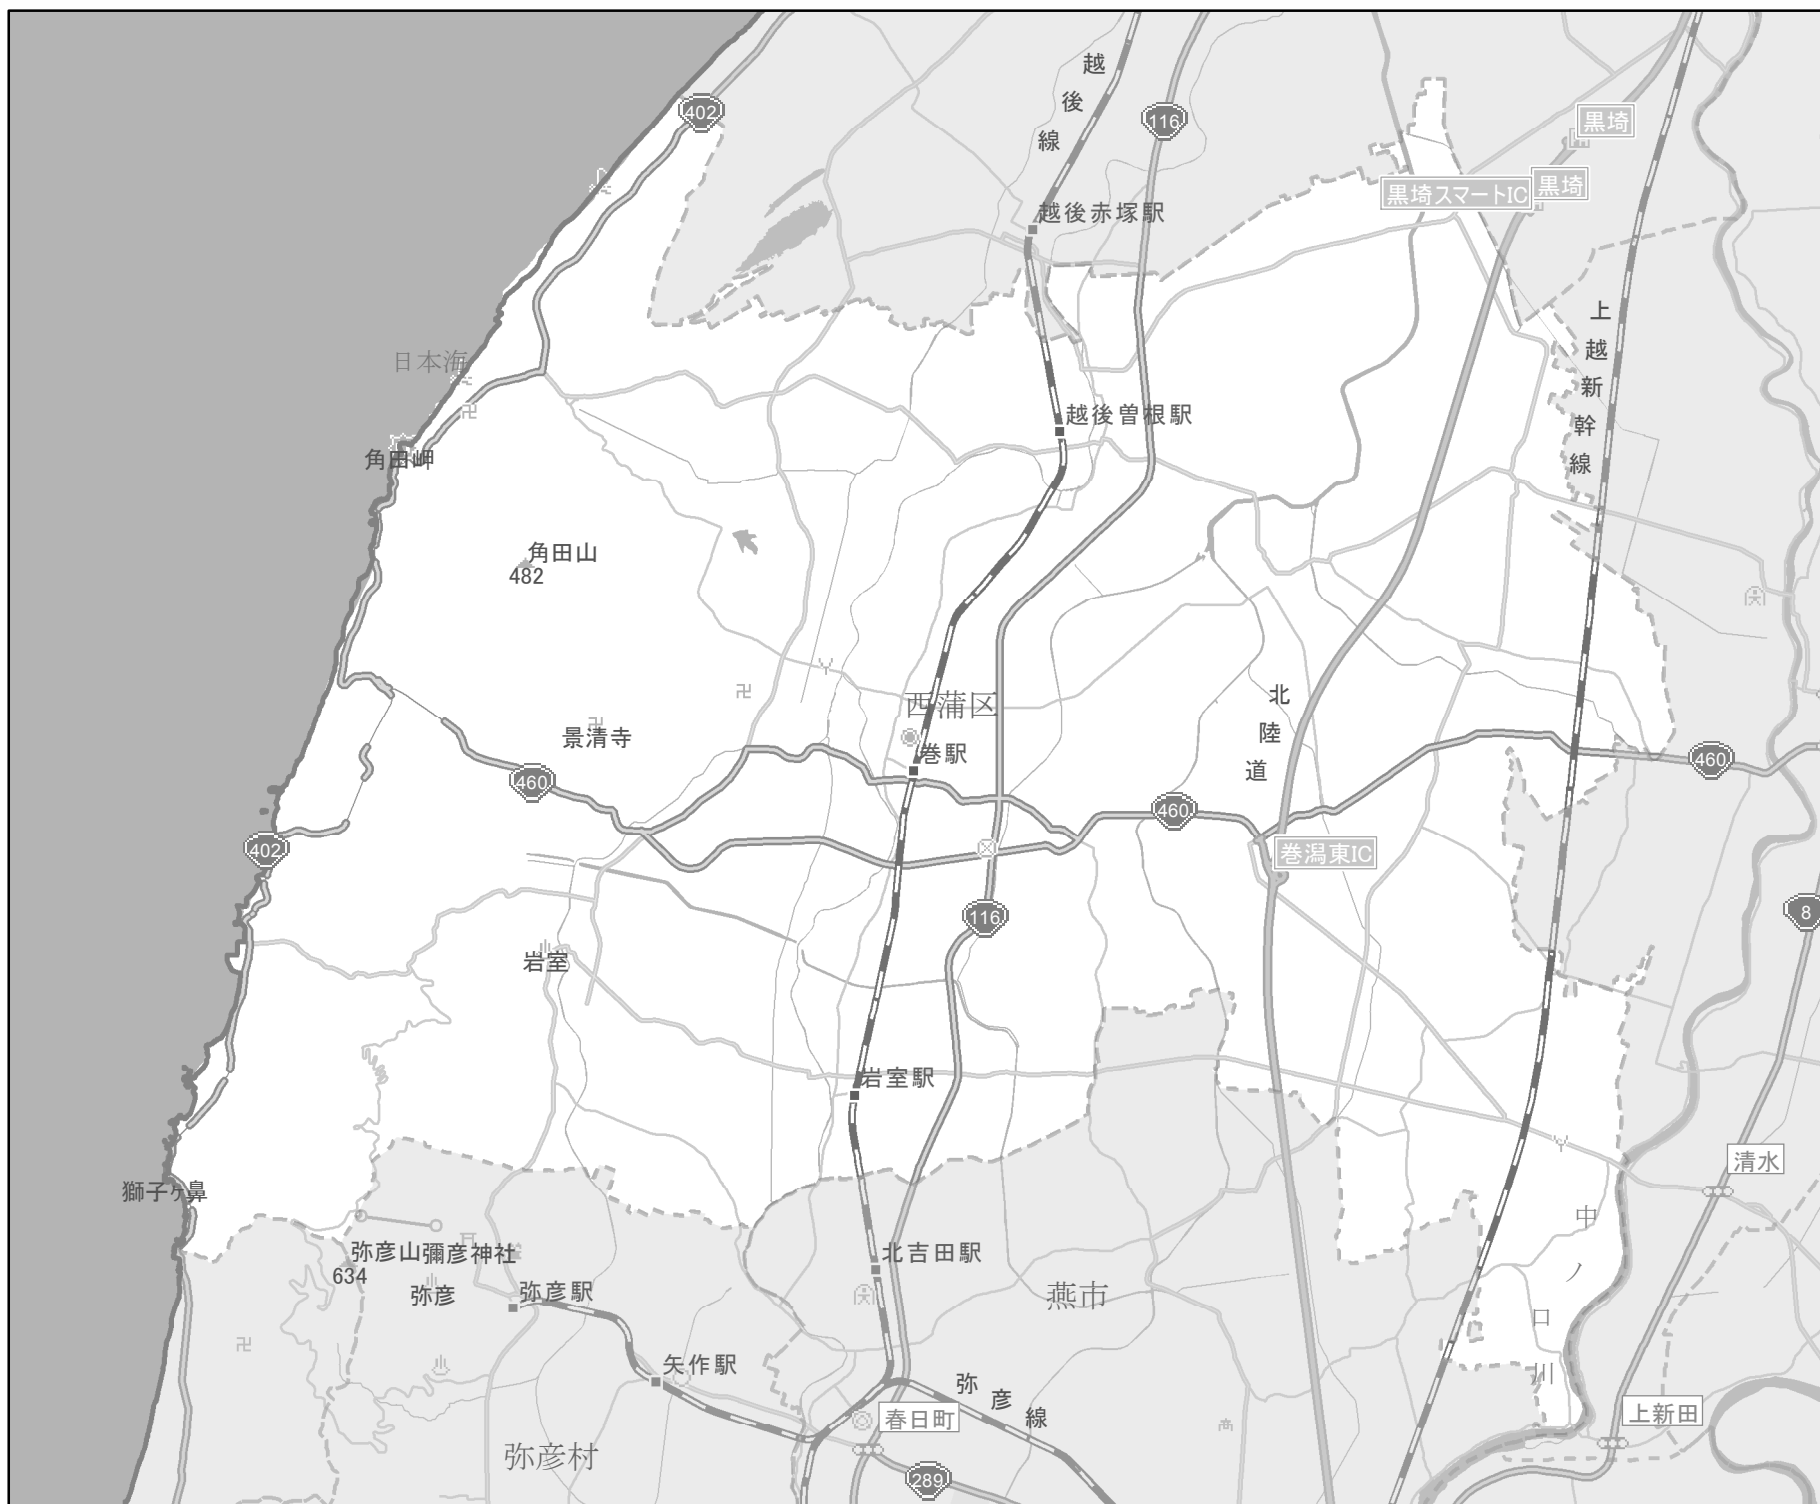 越後線
402
116
黒埼
黒埼スマートIC
黒埼
越後赤塚駅
上越新幹線
日本海
越後曽根駅
角田岬
角田山
482
西蒲区
北陸道
景清寺
巻駅
460
460
460
402
巻潟東IC
8
116
岩室
岩室駅
清水
獅子ヶ鼻
中ノ口川
弥彦山
彌彦神社
634
北吉田駅
弥彦
弥彦駅
燕市
矢作駅
弥彦線
春日町
上新田
弥彦村
289